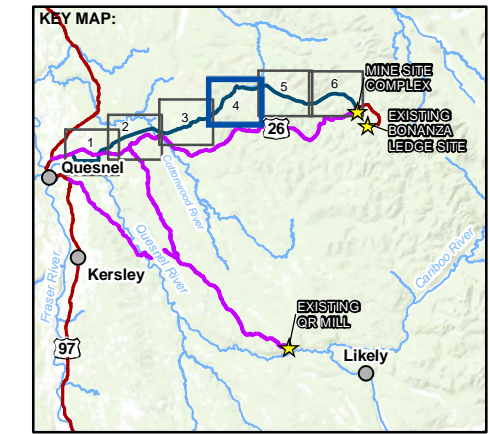 KEY MAP:
MINE SITE
COMPLEX
5
6
4
3
2
1
26
EXISTING
BONANZA
LEDGE SITE
Quesnel
Cottonwood River
Quesnel River
Cariboo River
Fraser River
Kersley
EXISTING
QR MILL
97
Likely